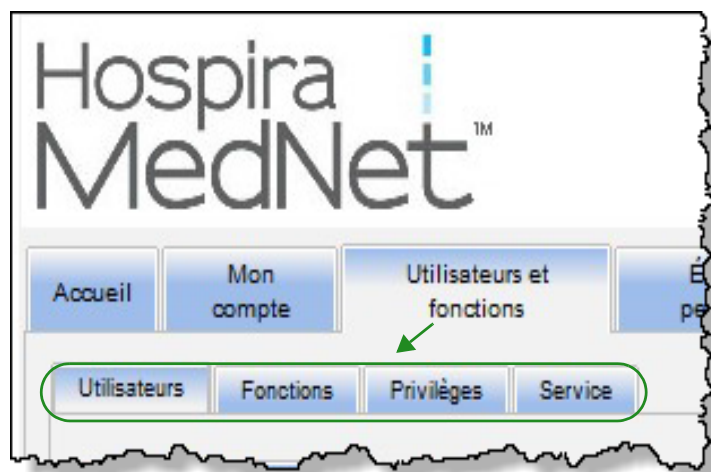 Hospira
MedNet™
Accueil
Mon
compte
Utilisateurs et
fonctions
Utilisateurs
Fonctions
Privilèges
Service